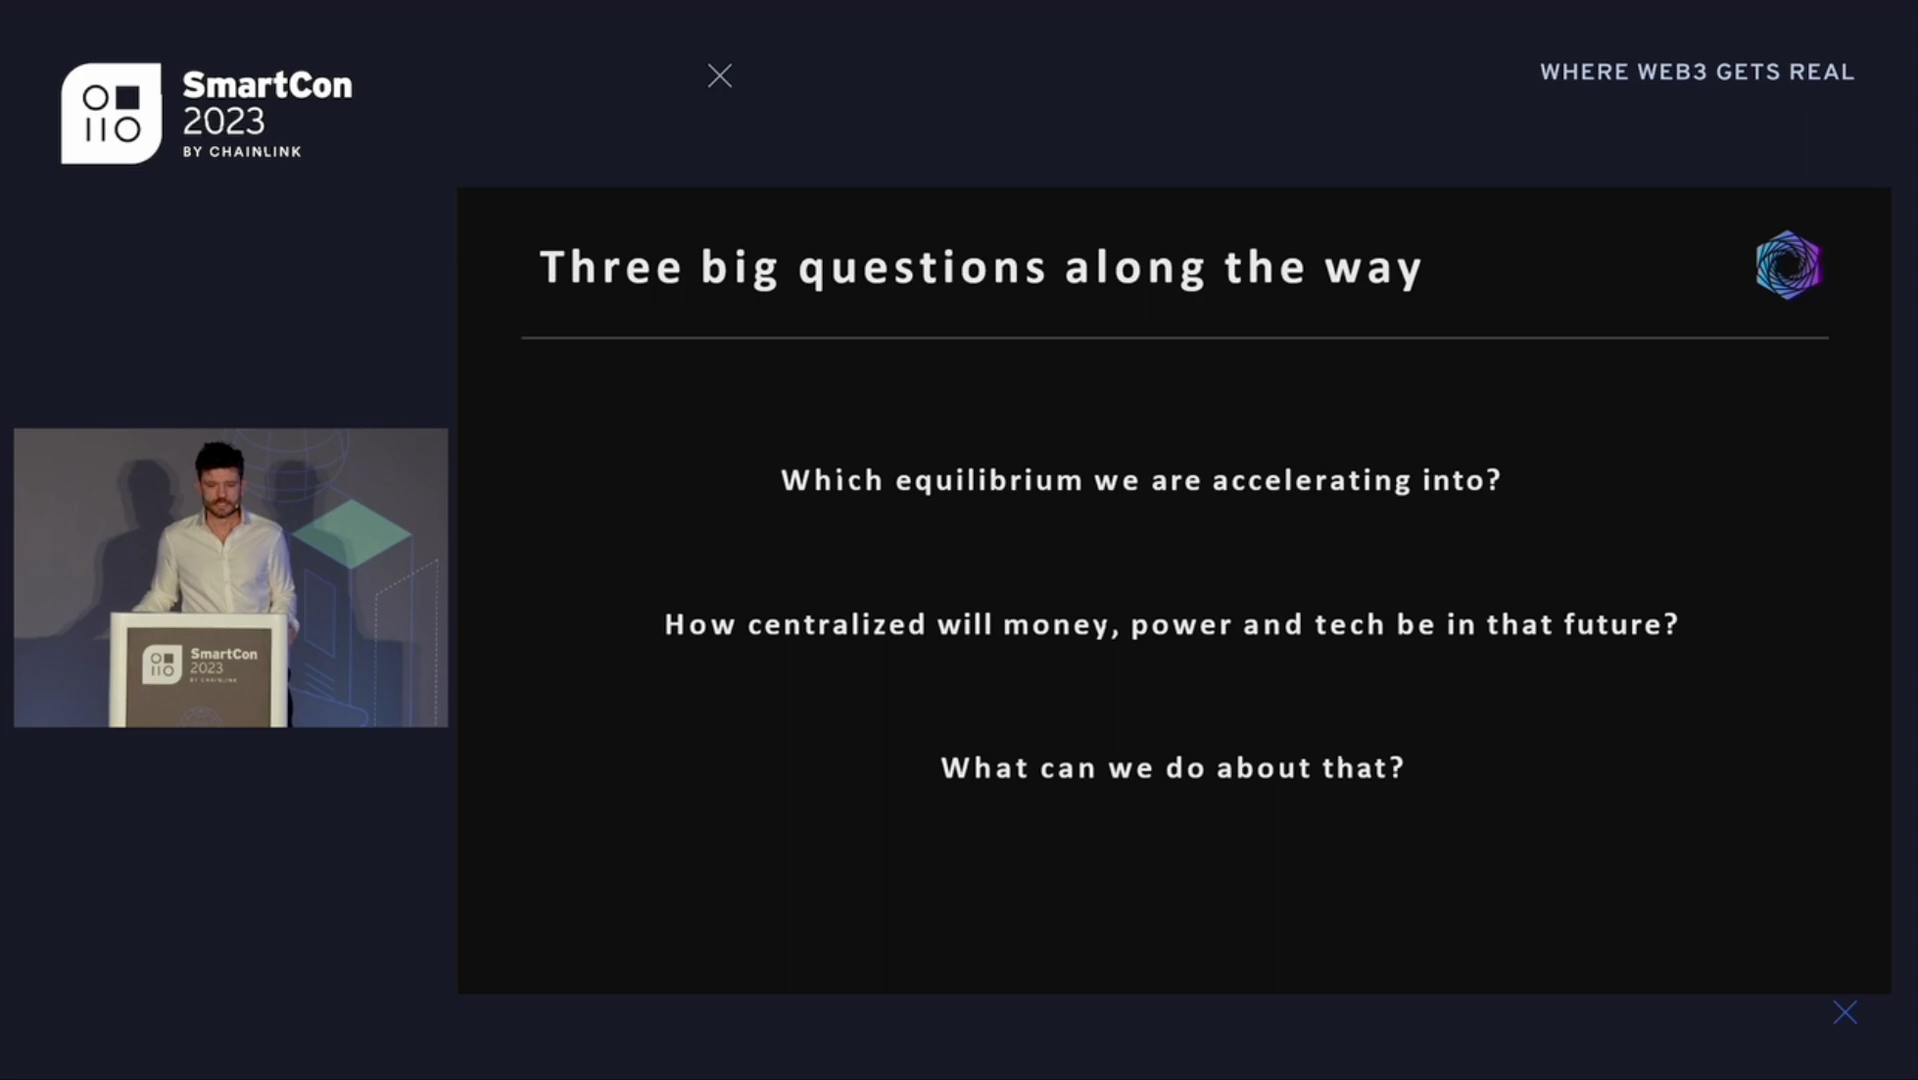 SmartCon
2023
BY CHAINLINK
WHERE WEB3 GETS REAL
Three big questions along the way
Which equilibrium we are accelerating into?
How centralized will money, power and tech be in that future?
What can we do about that?
SmartCon
2023
BY CHAINLINK